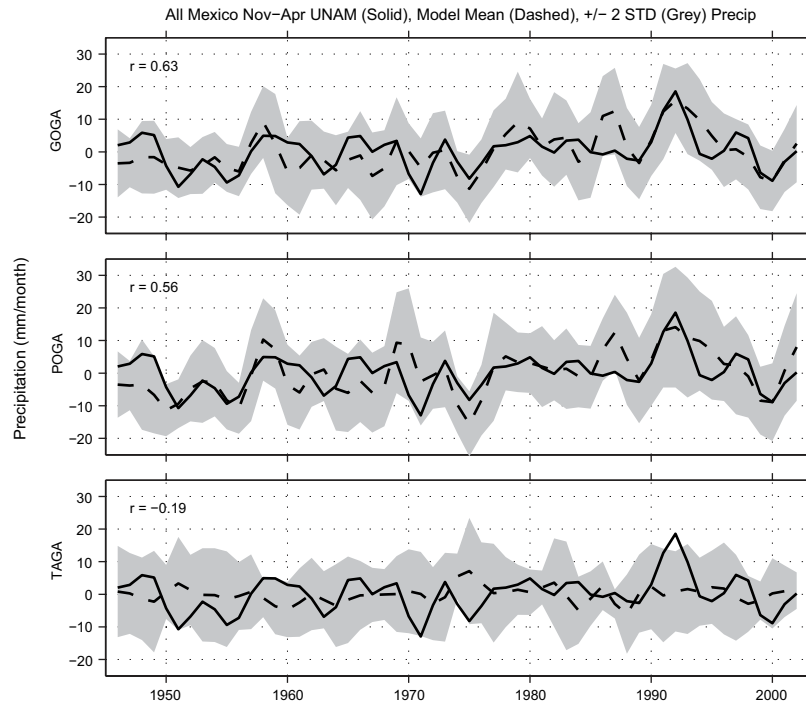 All Mexico Nov−Apr UNAM (Solid), Model Mean (Dashed), +/− 2 STD (Grey) Precip
Precipitation (mm/month)
GOGA
r = 0.63
30
20
10
0
−10
−20
POGA
r = 0.56
30
20
10
0
−10
−20
TAGA
r = −0.19
30
20
10
0
−10
−20
1950 1960 1970 1980 1990 2000